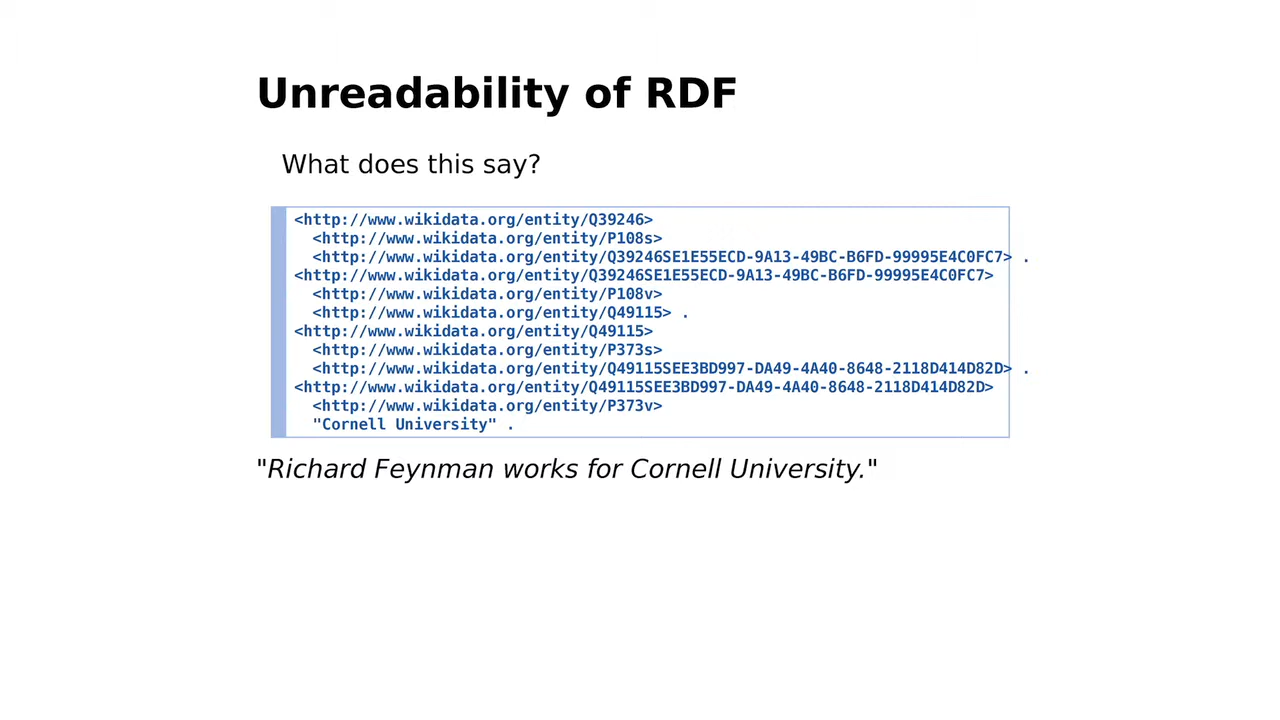 Unreadability of RDF
What does this say?
<http://www.wikidata.org/entity/Q39246>
<http://www.wikidata.org/entity/P108s>
<http://www.wikidata.org/entity/Q39246SE1E55ECD-9A13-49BC-B6FD-99995E4C0FC7> .
<http://www.wikidata.org/entity/Q39246SE1E55ECD-9A13-49BC-B6FD-99995E4C0FC7>
<http://www.wikidata.org/entity/P108v>
<http://www.wikidata.org/entity/Q49115> .
<http://www.wikidata.org/entity/Q49115>
<http://www.wikidata.org/entity/P373s>
<http://www.wikidata.org/entity/Q49115SEE3BD997-DA49-4A40-8648-2118D414D82D> .
<http://www.wikidata.org/entity/Q49115SEE3BD997-DA49-4A40-8648-2118D414D82D>
<http://www.wikidata.org/entity/P373v>
"Cornell University" .
"Richard Feynman works for Cornell University."